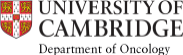 UNIVERSITY OF
CAMBRIDGE
Department of Oncology